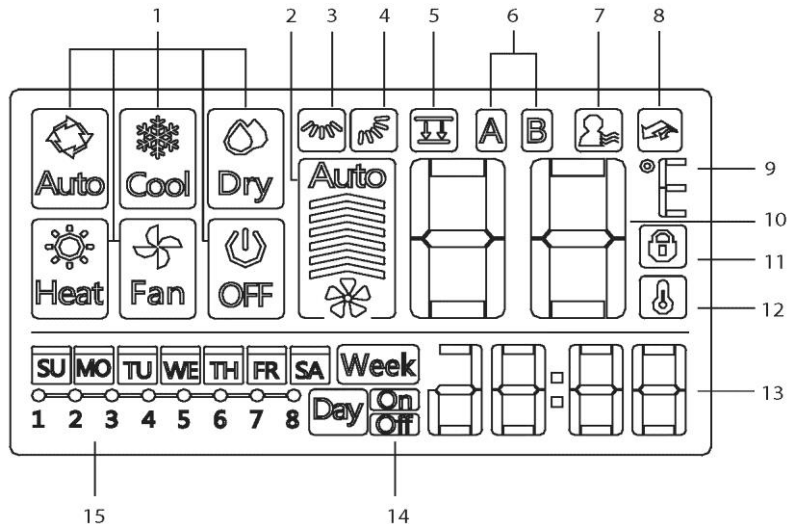 1 2 3 4 5 6 7 8
Auto Cool Dry Auto A B °E 9
10
11
Heat Fan OFF 12
SU MO TU WE TH FR SA Week 38:88 13
1 2 3 4 5 6 7 8 Day On
Off
15 14